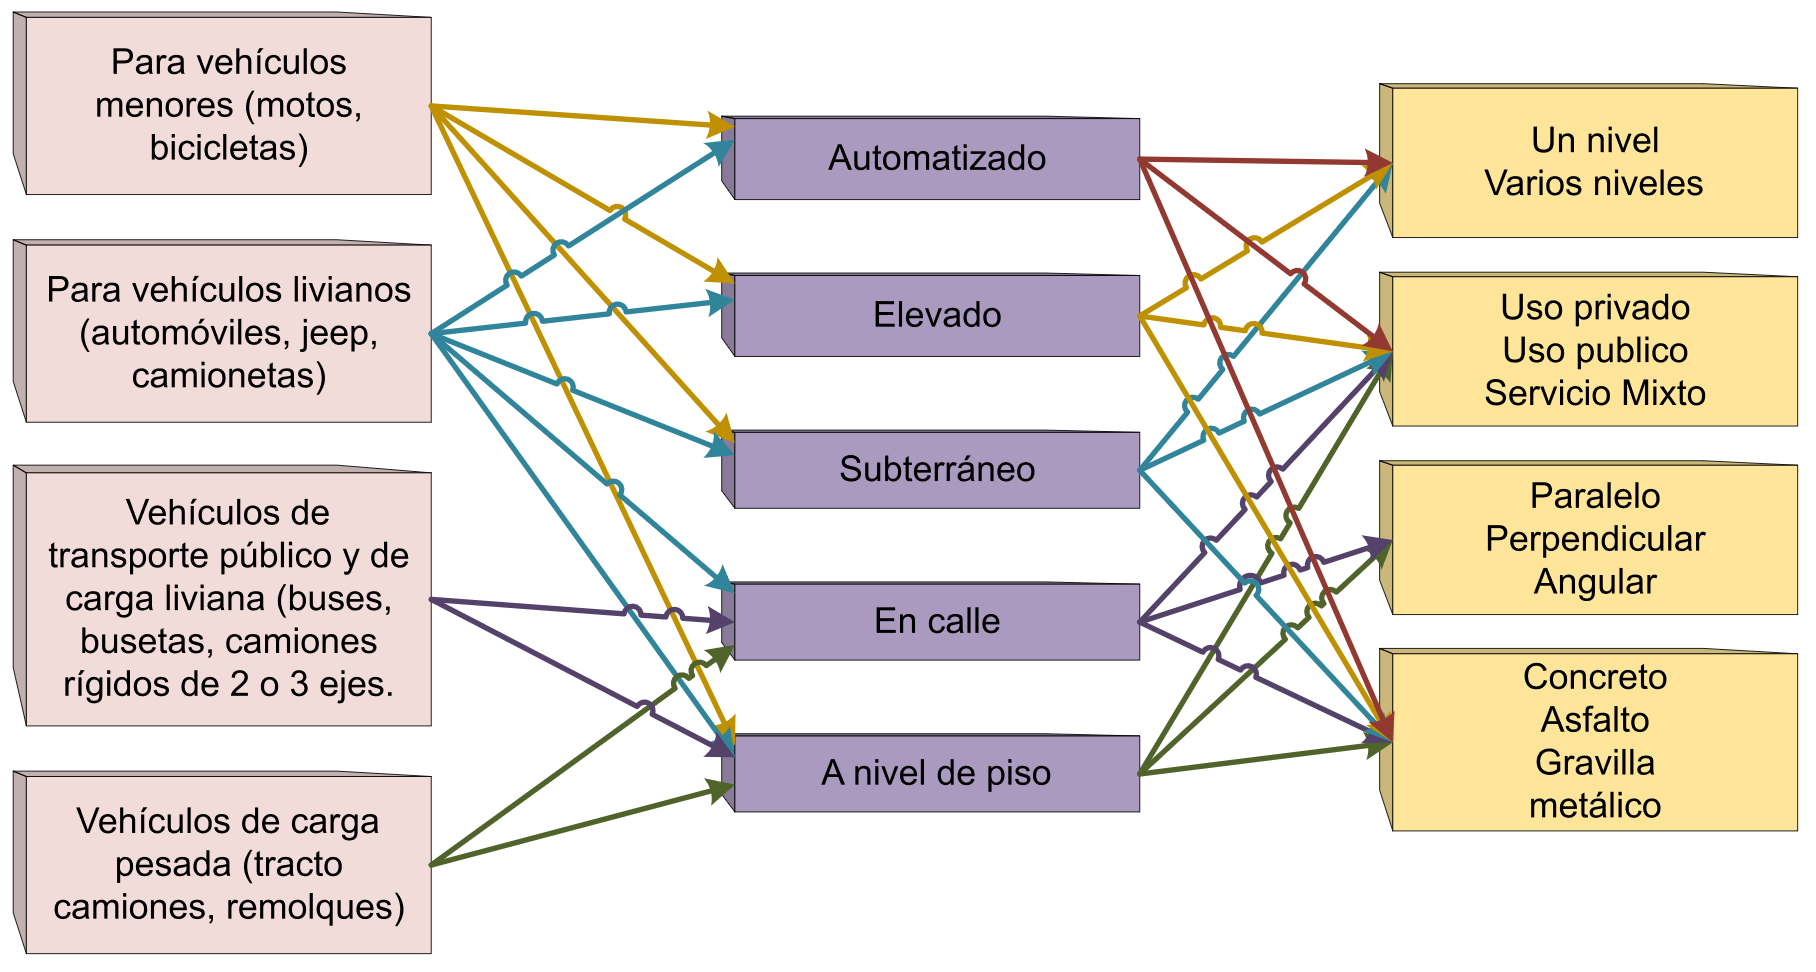 Para vehículos
menores (motos,
bicicletas)
Para vehículos livianos
(automóviles, jeep,
camionetas)
Vehículos de
transporte público y de
carga liviana (buses,
busetas, camiones
rígidos de 2 o 3 ejes.
Vehículos de carga
pesada (tracto
camiones, remolques)
Automatizado
Elevado
Subterráneo
En calle
A nivel de piso
Un nivel
Varios niveles
Uso privado
Uso publico
Servicio Mixto
Paralelo
Perpendicular
Angular
Concreto
Asfalto
Gravilla
metálico